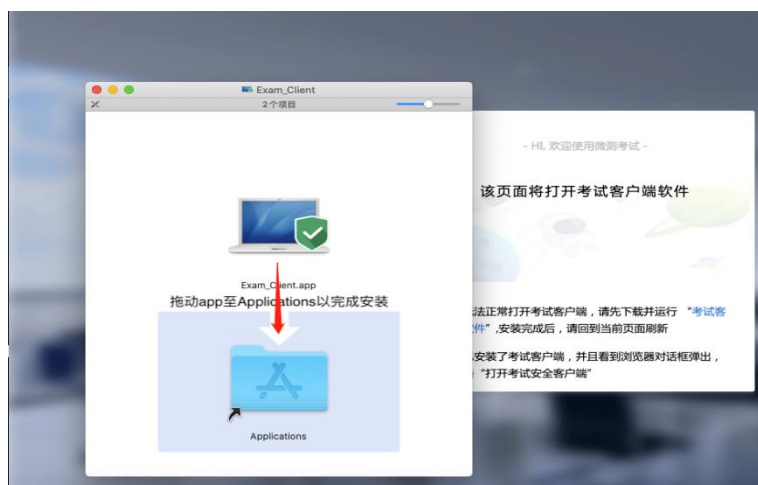 Exam_Client
2个项目
Exam_Client.app
拖动app至Applications以完成安装
Applications
- HI, 欢迎使用微测考试 -
该页面将打开考试客户端软件
法正常打开考试客户端，请先下载并运行 “考试客
件” ,安装完成后，请回到当前页面刷新
安装了考试客户端，并且看到浏览器对话框弹出，
“打开考试安全客户端”